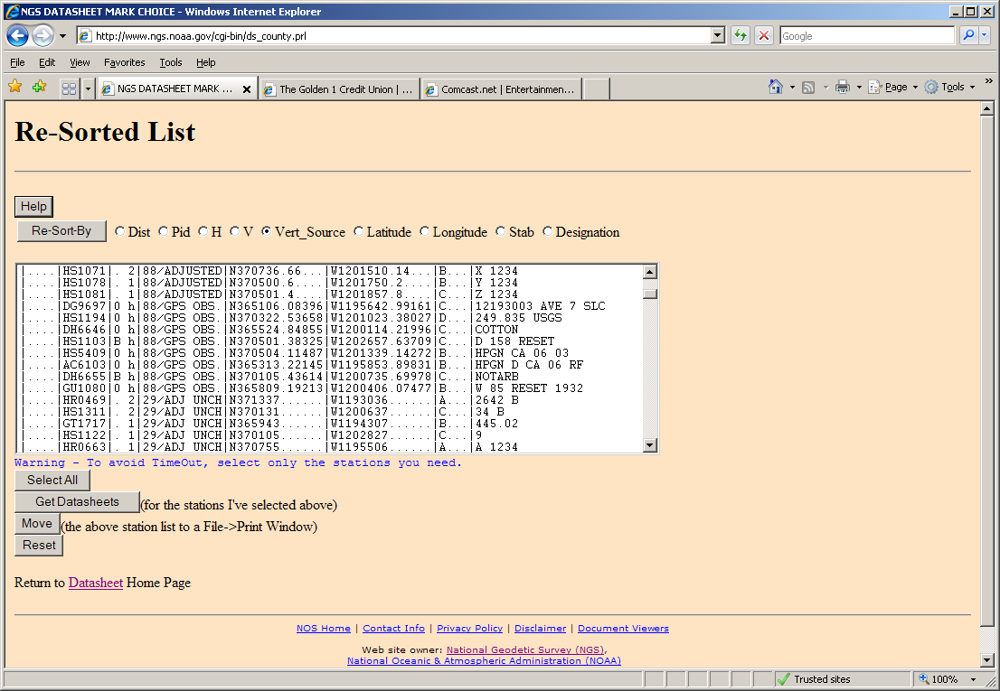 NGS DATASHEET MARK CHOICE - Windows Internet Explorer
http://www.ngs.noaa.gov/cgi-bin/ds_county.prl
Google
File Edit View Favorites Tools Help
NGS DATASHEET MARK ... The Golden 1 Credit Union | ... Comcast.net | Entertainmen... Page Tools
Re-Sorted List
Help
Re-Sort-By Dist Pid H V Vert_Source Latitude Longitude Stab Designation
|....|HS1071|. 2|88/ADJUSTED|N370736.66...|W1201510.14...|B...|X 1234
|....|HS1078|. 1|88/ADJUSTED|N370500.6....|W1201750.2....|B...|Y 1234
|....|HS1081|. 1|88/ADJUSTED|N370501.4....|W1201857.8....|C...|Z 1234
|....|DG9697|0 h|88/GPS OBS.|N365106.08396|W1195642.99161|C...|12193003 AVE 7 SLC
|....|HS1194|0 h|88/GPS OBS.|N370322.53658|W1201023.38027|D...|249.835 USGS
|....|DH6646|0 h|88/GPS OBS.|N365524.84855|W1200114.21996|C...|COTTON
|....|HS1103|B h|88/GPS OBS.|N370501.38325|W1202657.63709|C...|D 158 RESET
|....|HS5409|0 h|88/GPS OBS.|N370504.11487|W1201339.14272|B...|HPGN CA 06 03
|....|AC6103|0 h|88/GPS OBS.|N365313.22145|W1195853.89831|B...|HPGN D CA 06 RF
|....|DH6655|B h|88/GPS OBS.|N370105.43614|W1200735.69978|C...|NOTARB
|....|GU1080|0 h|88/GPS OBS.|N365809.19213|W1200406.07477|B...|W 85 RESET 1932
|....|HR0469|. 2|29/ADJ UNCH|N371337......|W1193036......|A...|2642 B
|....|HS1311|. 2|29/ADJ UNCH|N370131......|W1200637......|C...|34 B
|....|GT1717|. 1|29/ADJ UNCH|N365943......|W1194307......|B...|445.02
|....|HS1122|. 1|29/ADJ UNCH|N370105......|W1202827......|C...|9
|....|HR0663|. 1|29/ADJ UNCH|N370755......|W1195506......|A...|A 1234
Warning - To avoid TimeOut, select only the stations you need.
Select All
Get Datasheets (for the stations I've selected above)
Move (the above station list to a File->Print Window)
Reset
Return to Datasheet Home Page
NOS Home | Contact Info | Privacy Policy | Disclaimer | Document Viewers
Web site owner: National Geodetic Survey (NGS),
National Oceanic & Atmospheric Administration (NOAA)
Trusted sites 100%